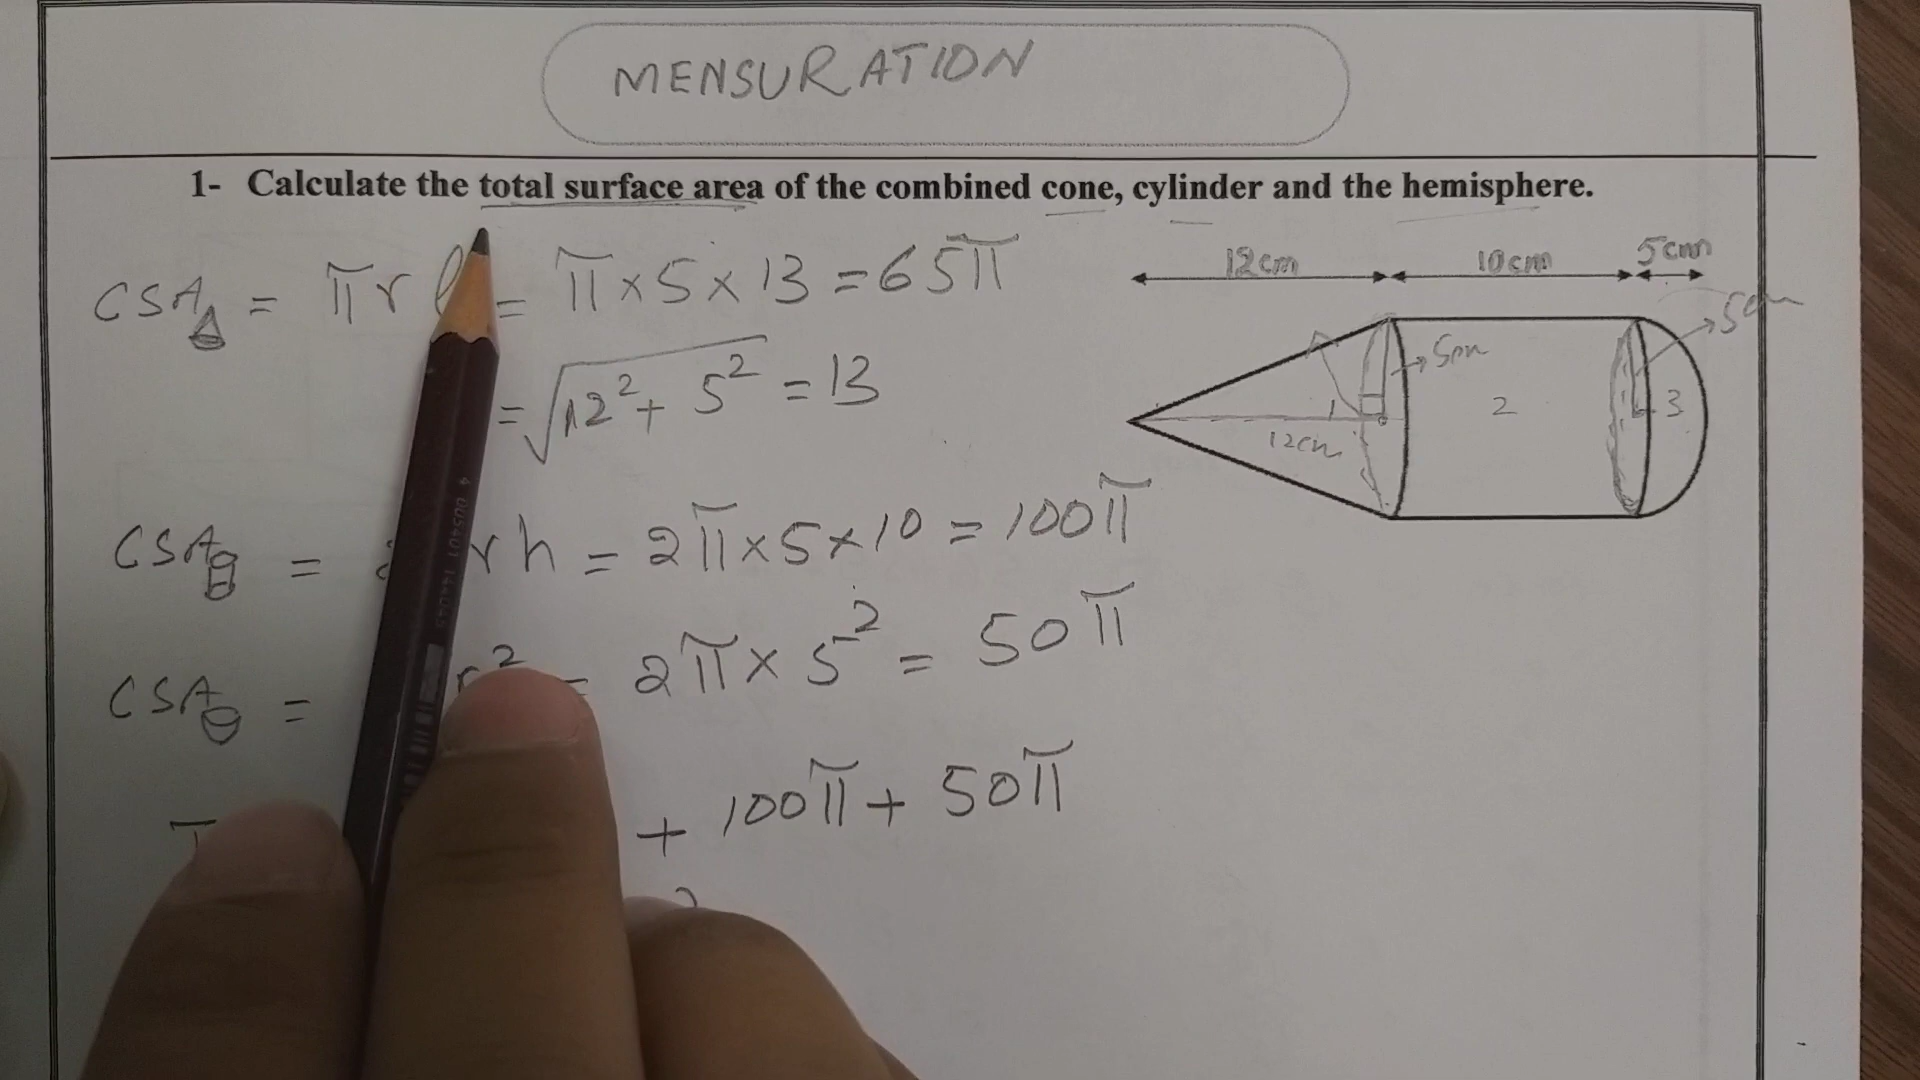 MENSURATION
1- Calculate the total surface area of the combined cone, cylinder and the hemisphere.
12cm 10cm 5cm
CSA = πr = π×5×13 = 65π
5cm
5cm
= √12² + 5² = 13
1 2 3
12cm
CSA = rh = 2π×5×10 = 100π
CSA = r² = 2π×5² = 50π
+ 100π + 50π